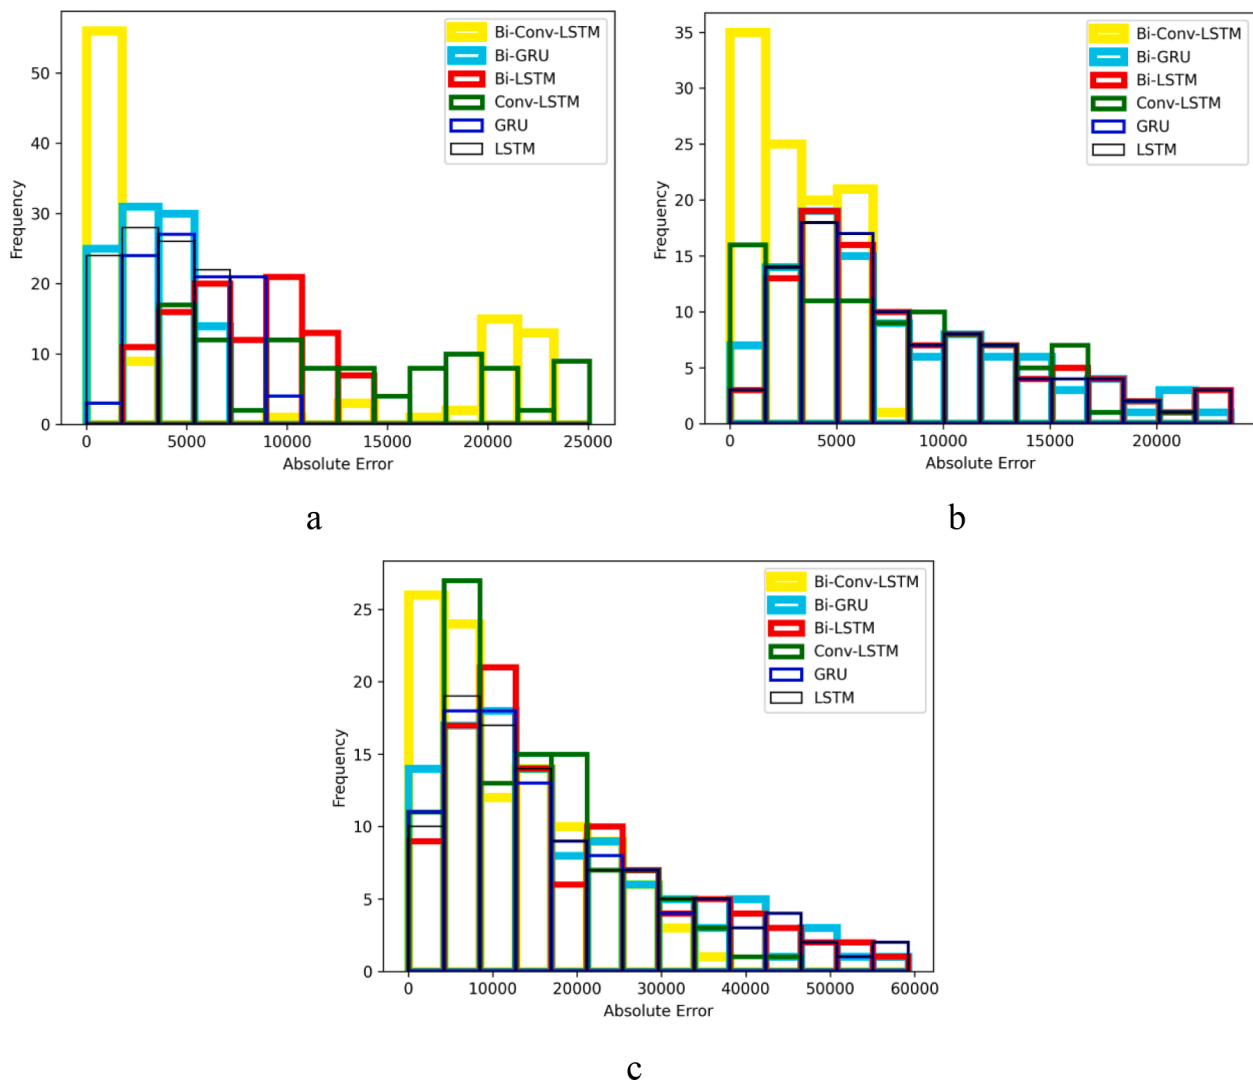 Bi-Conv-LSTM
Bi-GRU
Bi-LSTM
Conv-LSTM
GRU
LSTM
50
40
30
20
10
0
Frequency
0 5000 10000 15000 20000 25000
Absolute Error
a
Bi-Conv-LSTM
Bi-GRU
Bi-LSTM
Conv-LSTM
GRU
LSTM
35
30
25
20
15
10
5
0
Frequency
0 5000 10000 15000 20000
Absolute Error
b
Bi-Conv-LSTM
Bi-GRU
Bi-LSTM
Conv-LSTM
GRU
LSTM
25
20
15
10
5
0
Frequency
0 10000 20000 30000 40000 50000 60000
Absolute Error
c